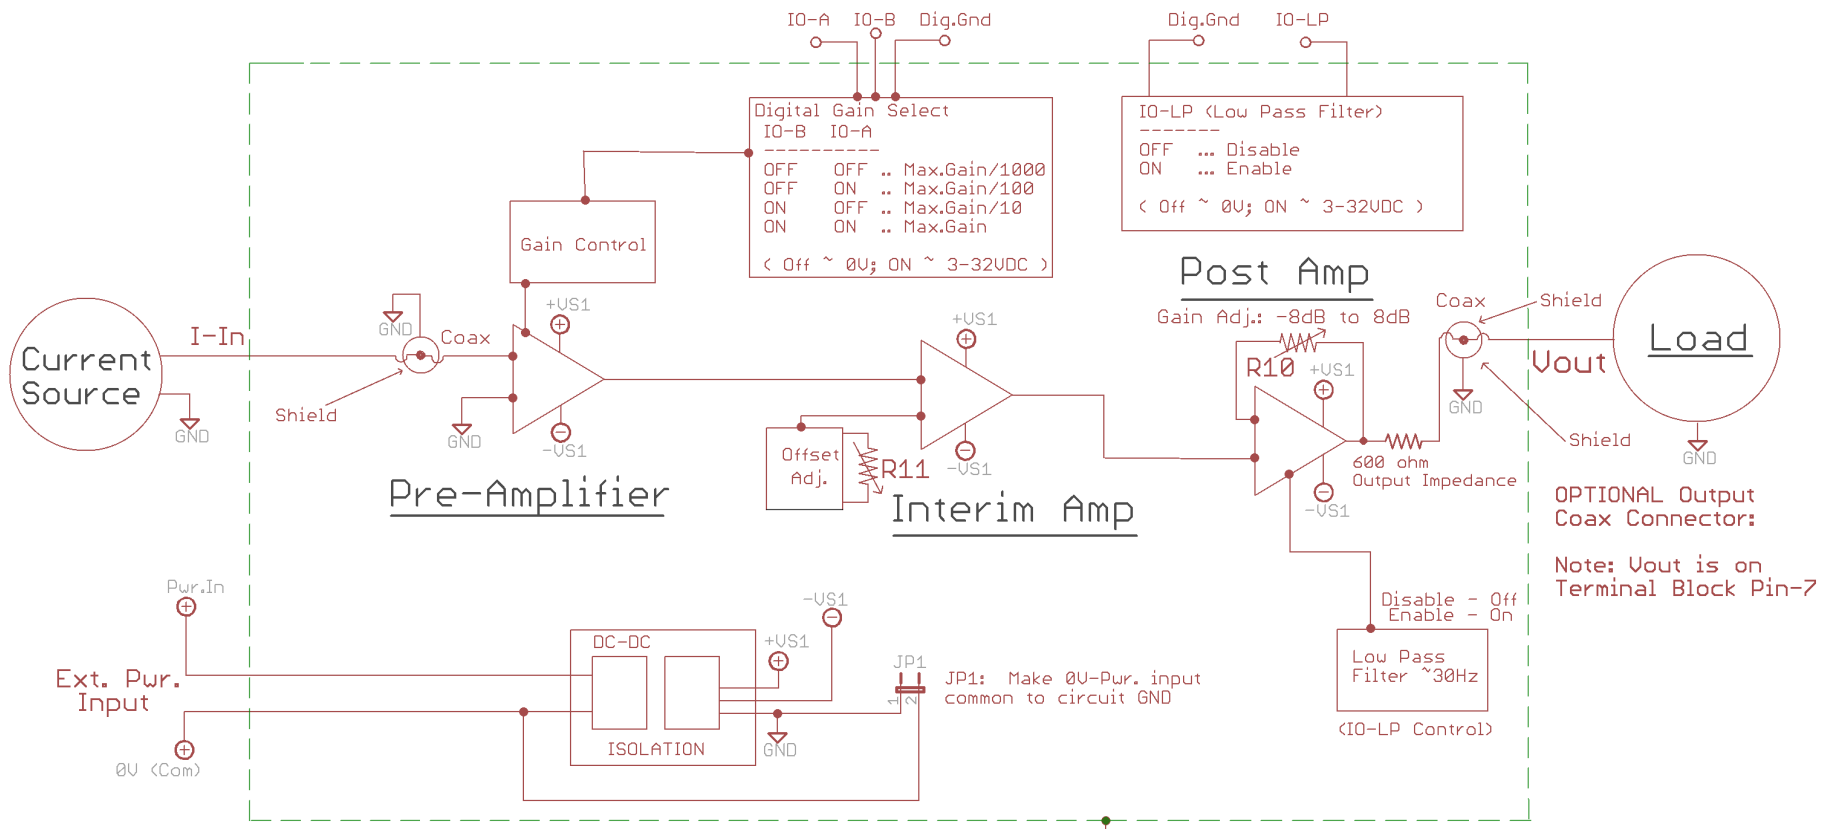 IO-A IO-B Dig.Gnd
Dig.Gnd IO-LP
Digital Gain Select
IO-B IO-A
----------
OFF OFF .. Max.Gain/1000
OFF ON .. Max.Gain/100
ON OFF .. Max.Gain/10
ON ON .. Max.Gain
( Off ~ 0V; ON ~ 3-32VDC )
IO-LP (Low Pass Filter)
-------
OFF ... Disable
ON ... Enable
( Off ~ 0V; ON ~ 3-32VDC )
Gain Control
Current
Source
I-In
GND
GND
Coax
Shield
GND
+VS1
-VS1
Pre-Amplifier
+VS1
-VS1
Offset
Adj.
R11
Interim Amp
Post Amp
Gain Adj.: -8dB to 8dB
R10
+VS1
-VS1
600 ohm
Output Impedance
Coax
Shield
GND
Shield
Vout
Load
GND
OPTIONAL Output
Coax Connector:
Note: Vout is on
Terminal Block Pin-7
Disable - Off
Enable - On
Low Pass
Filter ~30Hz
(IO-LP Control)
Pwr.In
Ext. Pwr.
Input
0V (Com)
DC-DC
ISOLATION
-VS1
+VS1
GND
JP1
1 2
JP1: Make 0V-Pwr. input
common to circuit GND